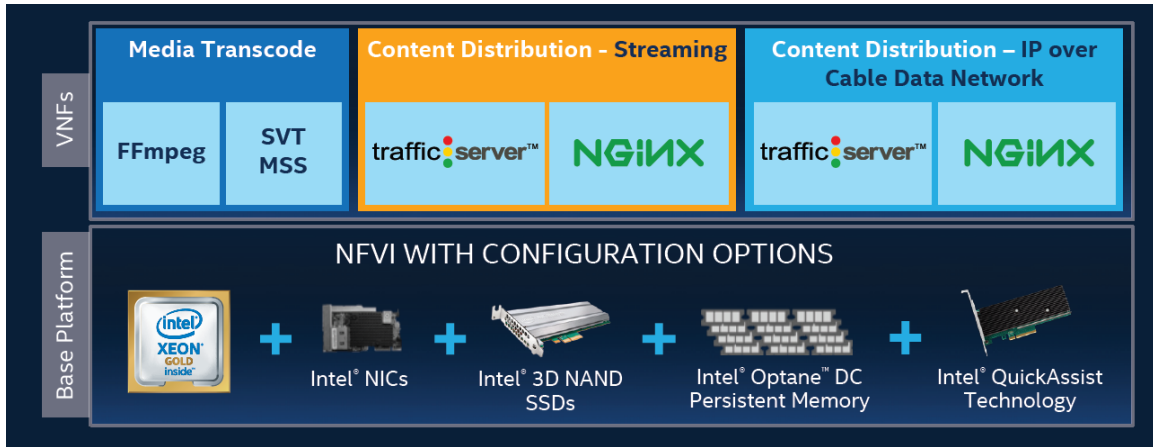 VNFs
Media Transcode
FFmpeg
SVT
MSS
Content Distribution - Streaming
traffic server™
NGiNX
Content Distribution – IP over
Cable Data Network
traffic server™
NGiNX
Base Platform
NFVI WITH CONFIGURATION OPTIONS
intel®
XEON®
GOLD
inside™
Intel® NICs
Intel® 3D NAND
SSDs
Intel® Optane™ DC
Persistent Memory
Intel® QuickAssist
Technology